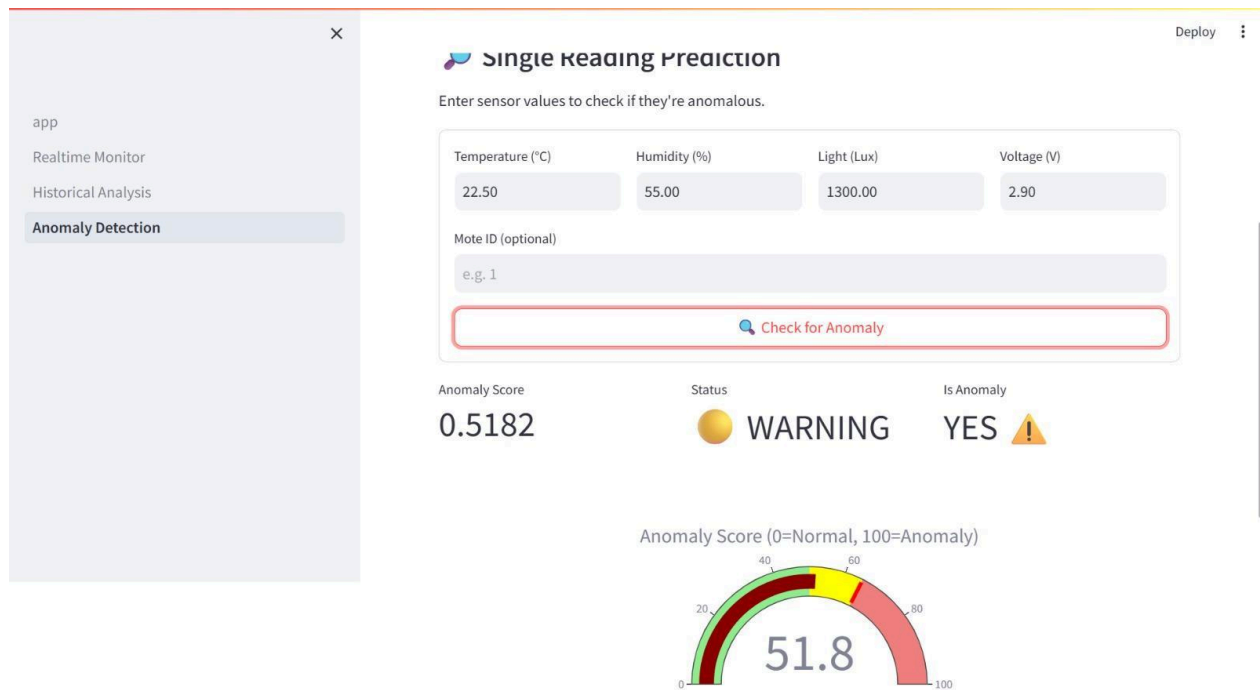 Deploy
Single Reading Prediction
Enter sensor values to check if they're anomalous.
app
Realtime Monitor
Historical Analysis
Anomaly Detection
Temperature (°C) Humidity (%) Light (Lux) Voltage (V)
22.50 55.00 1300.00 2.90
Mote ID (optional)
e.g. 1
Check for Anomaly
Anomaly Score Status Is Anomaly
0.5182 WARNING YES
Anomaly Score (0=Normal, 100=Anomaly)
40 60
20 80
51.8
0 100